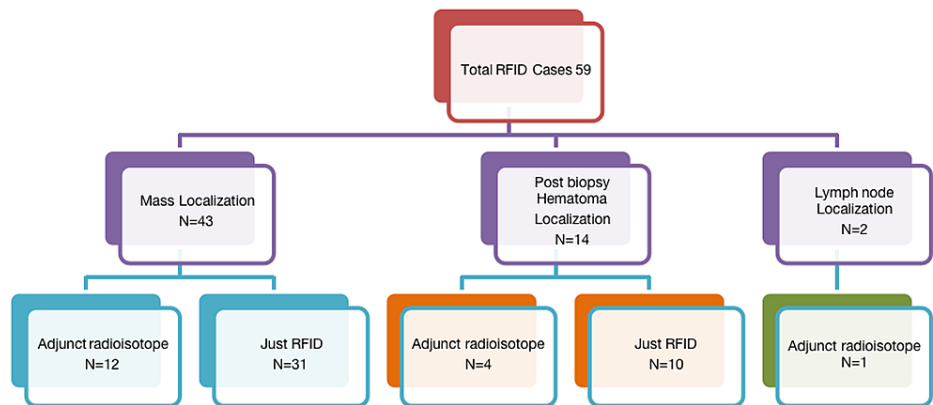 Total RFID Cases 59
Mass Localization
N=43
Post biopsy
Hematoma
Localization
N=14
Lymph node
Localization
N=2
Adjunct radioisotope
N=12
Just RFID
N=31
Adjunct radioisotope
N=4
Just RFID
N=10
Adjunct radioisotope
N=1